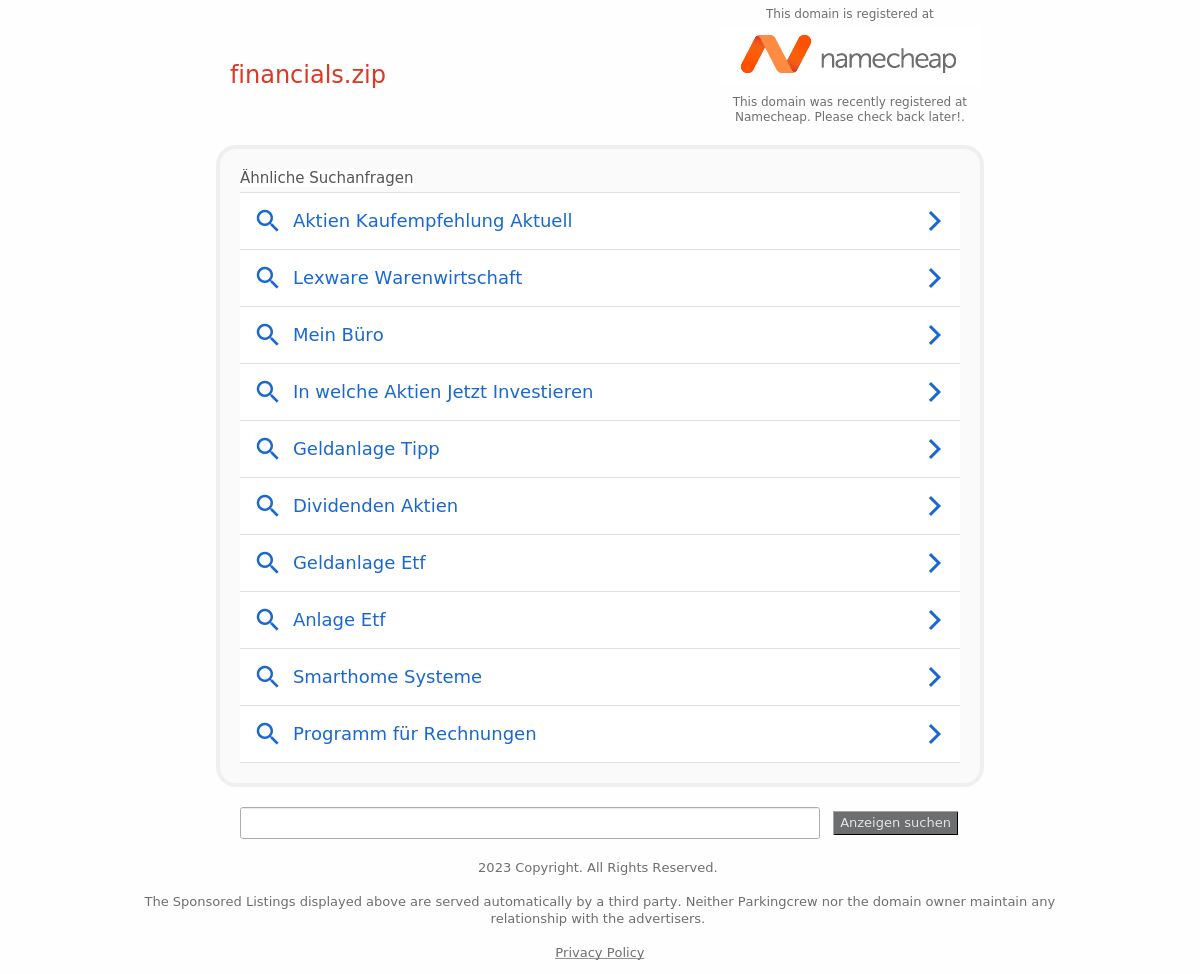 This domain is registered at
namecheap
financials.zip
This domain was recently registered at
Namecheap. Please check back later!.
Ähnliche Suchanfragen
Aktien Kaufempfehlung Aktuell
Lexware Warenwirtschaft
Mein Büro
In welche Aktien Jetzt Investieren
Geldanlage Tipp
Dividenden Aktien
Geldanlage Etf
Anlage Etf
Smarthome Systeme
Programm für Rechnungen
Anzeigen suchen
2023 Copyright. All Rights Reserved.
The Sponsored Listings displayed above are served automatically by a third party. Neither Parkingcrew nor the domain owner maintain any
relationship with the advertisers.
Privacy Policy